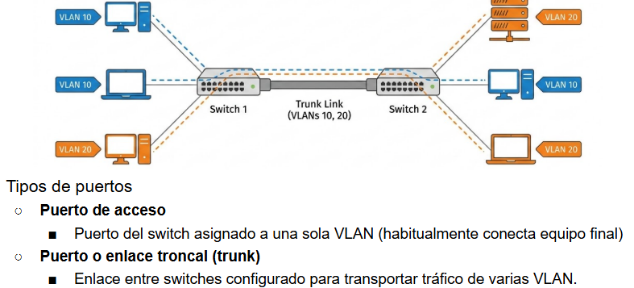 VLAN 10
VLAN 20
VLAN 10
VLAN 10
Switch 1
Trunk Link
(VLANs 10, 20)
Switch 2
VLAN 20
VLAN 20
Tipos de puertos
○ Puerto de acceso
■ Puerto del switch asignado a una sola VLAN (habitualmente conecta equipo final)
○ Puerto o enlace troncal (trunk)
■ Enlace entre switches configurado para transportar tráfico de varias VLAN.